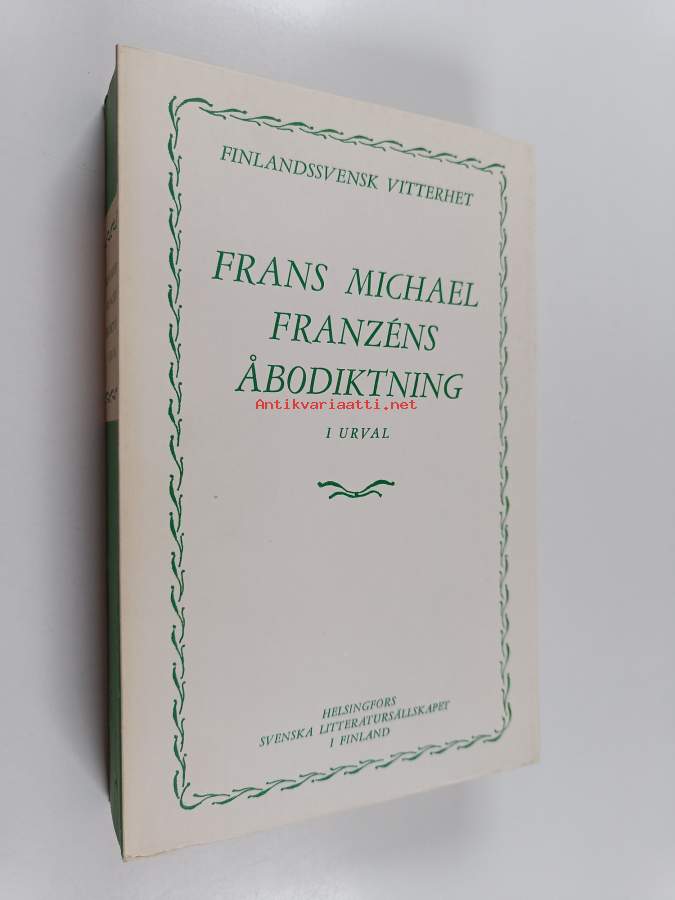 FINLANDSSVENSK VITTERHET
FRANS MICHAEL
FRANZÉNS
ÅBODIKTNING
Antikvariaatti.net
I URVAL
HELSINGFORS
SVENSKA LITTERATURSÄLLSKAPET
I FINLAND